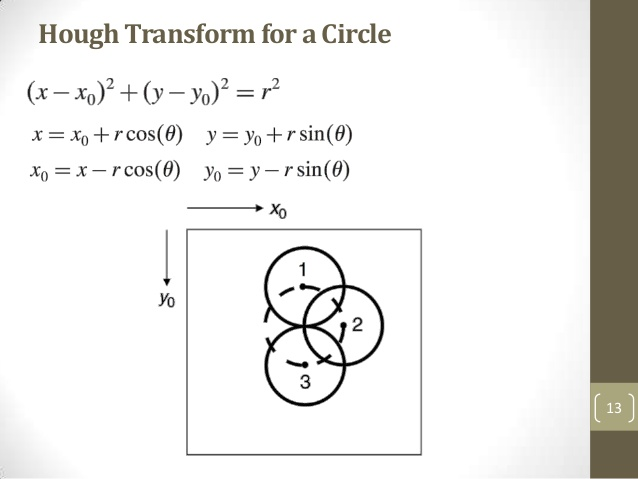 Hough Transform for a Circle
(x − x₀)² + (y − y₀)² = r²
x = x₀ + r cos(θ) y = y₀ + r sin(θ)
x₀ = x − r cos(θ) y₀ = y − r sin(θ)
x₀
y₀
1
2
3
13